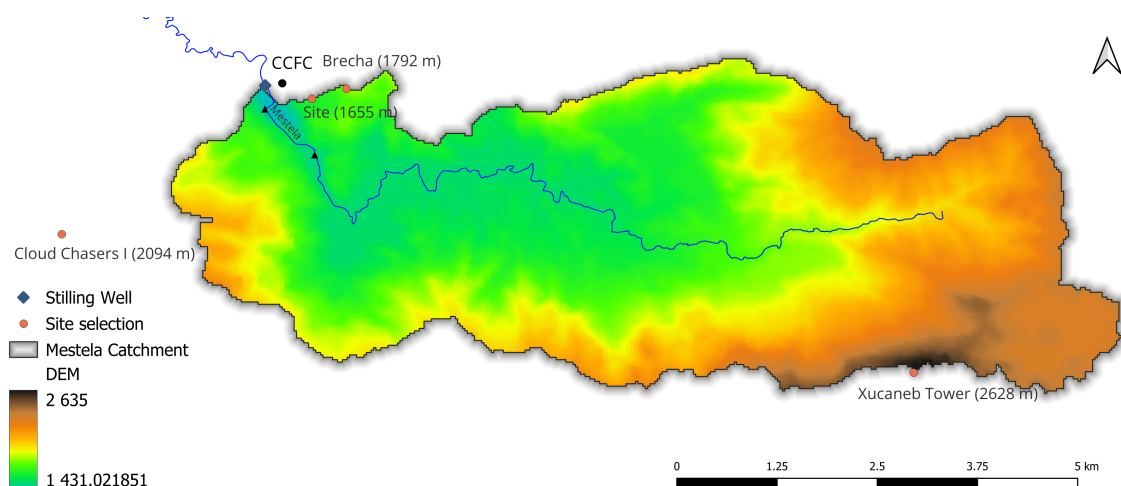 CCFC
Brecha (1792 m)
Site (1655 m)
Mestela
Cloud Chasers I (2094 m)
Stilling Well
Site selection
Mestela Catchment
DEM
2 635
1 431.021851
Xucaneb Tower (2628 m)
0 1.25 2.5 3.75 5 km